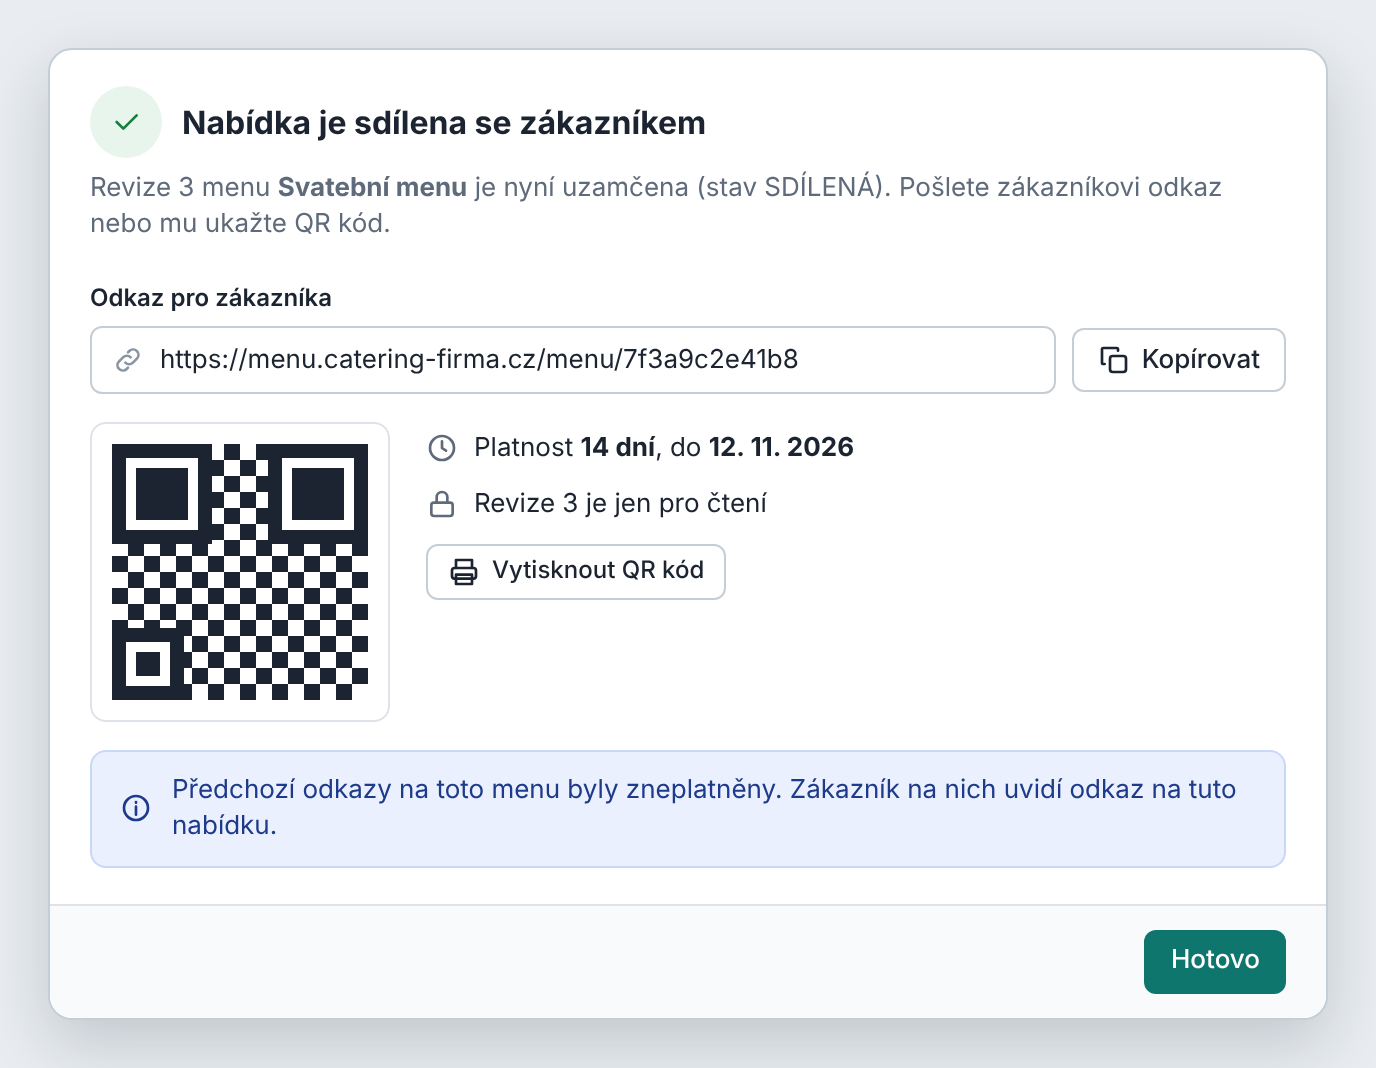 Nabídka je sdílena se zákazníkem
Revize 3 menu Svatební menu je nyní uzamčena (stav SDÍLENÁ). Pošlete zákazníkovi odkaz
nebo mu ukažte QR kód.
Odkaz pro zákazníka
https://menu.catering-firma.cz/menu/7f3a9c2e41b8
Kopírovat
Platnost 14 dní, do 12. 11. 2026
Revize 3 je jen pro čtení
Vytisknout QR kód
Předchozí odkazy na toto menu byly zneplatněny. Zákazník na nich uvidí odkaz na tuto
nabídku.
Hotovo